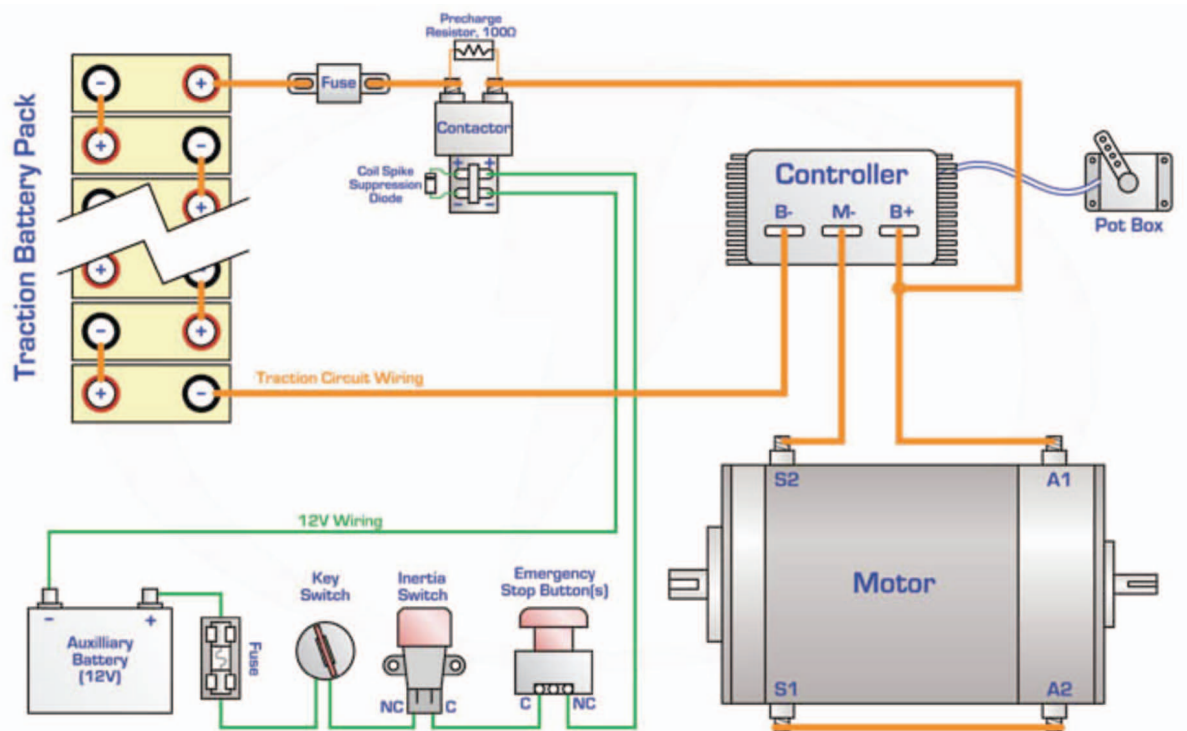 Precharge
Resistor, 100Ω
Traction Battery Pack
-
+
Fuse
Contactor
+
-
+
+
-
-
+
Coil Spike
Suppression
Diode
+ +
- -
Controller
B- M- B+
Pot Box
-
+
+
-
Traction Circuit Wiring
S2
A1
Motor
S1
A2
12V Wiring
- +
Auxilliary
Battery
(12V)
Fuse
Key
Switch
Inertia
Switch
NC C
Emergency
Stop Button(s)
C NC